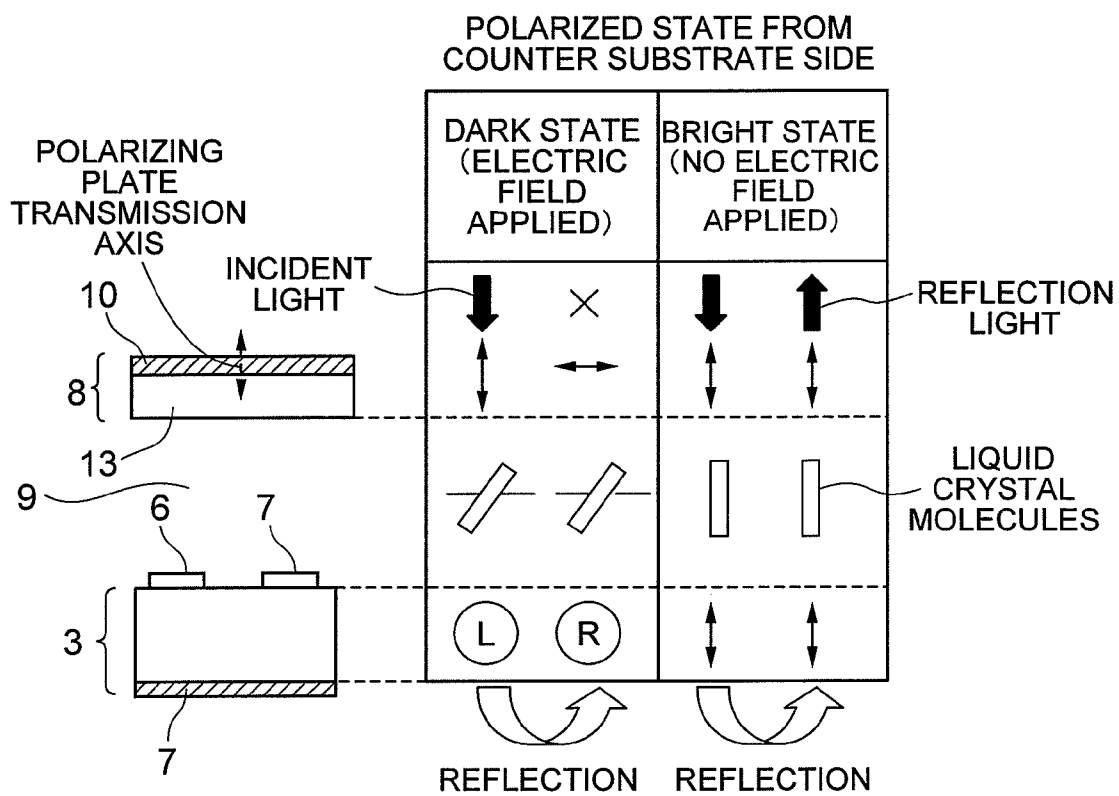 POLARIZED STATE FROM
COUNTER SUBSTRATE SIDE
DARK STATE
(ELECTRIC
FIELD
APPLIED)
BRIGHT STATE
(NO ELECTRIC
FIELD
APPLIED)
POLARIZING
PLATE
TRANSMISSION
AXIS
INCIDENT
LIGHT
REFLECTION
LIGHT
10
8
13
9
6
7
LIQUID
CRYSTAL
MOLECULES
3
L
R
7
REFLECTION
REFLECTION